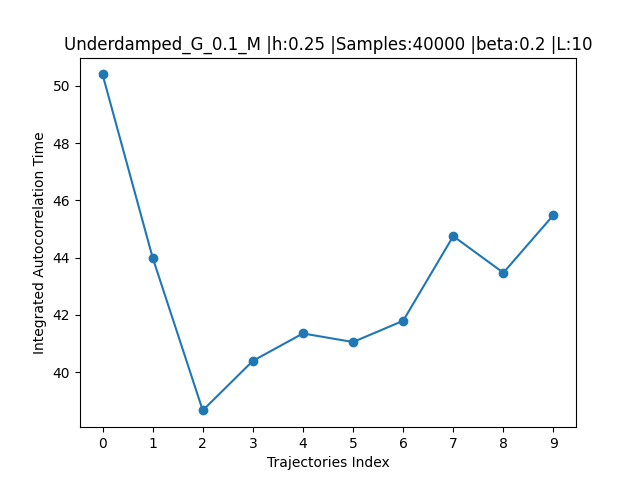 Underdamped_G_0.1_M |h:0.25 |Samples:40000 |beta:0.2 |L:10
50
48
46
44
42
40
Integrated Autocorrelation Time
0 1 2 3 4 5 6 7 8 9
Trajectories Index